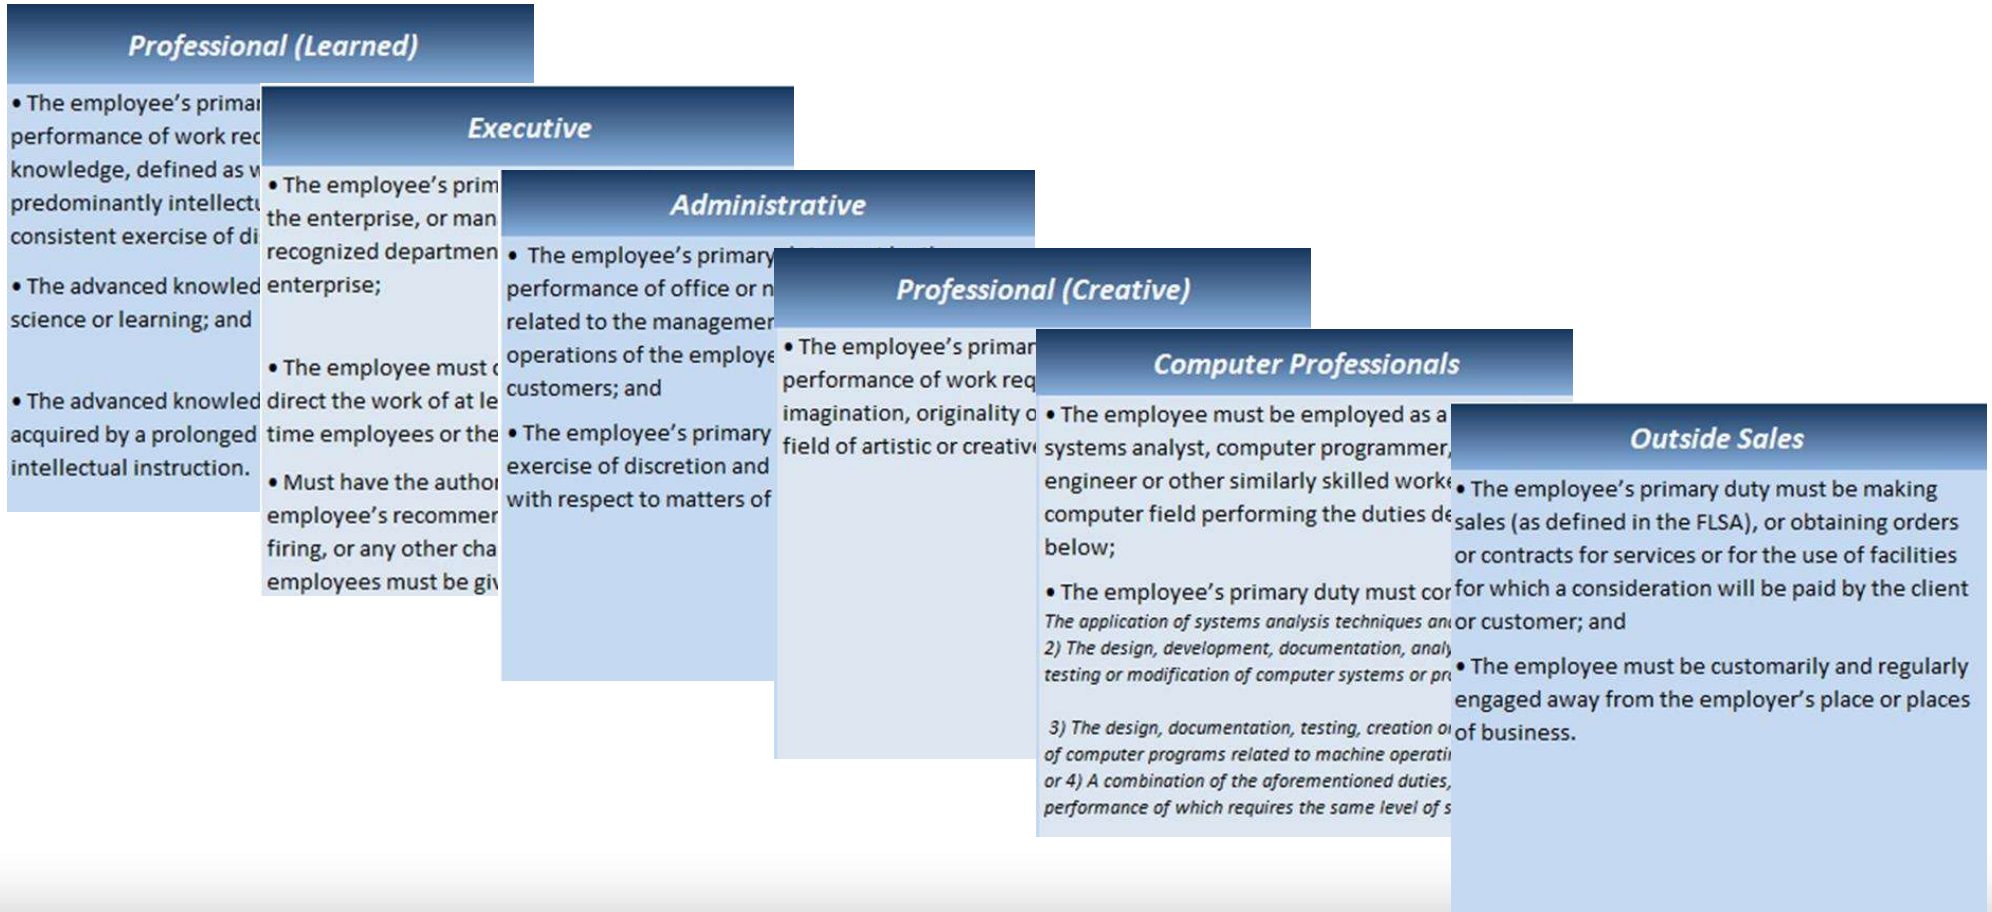 Professional (Learned)
• The employee's primar
performance of work req
knowledge, defined as w
predominantly intellectu
consistent exercise of di
• The advanced knowled
science or learning; and
• The advanced knowled
acquired by a prolonged
intellectual instruction.
Executive
• The employee's prim
the enterprise, or man
recognized departmen
enterprise;
• The employee must c
direct the work of at le
time employees or the
• Must have the author
employee's recommen
firing, or any other cha
employees must be giv
Administrative
• The employee's primary
performance of office or n
related to the managemen
operations of the employe
customers; and
• The employee's primary
exercise of discretion and
with respect to matters of
Professional (Creative)
• The employee's primar
performance of work req
imagination, originality o
field of artistic or creative
Computer Professionals
• The employee must be employed as a
systems analyst, computer programmer,
engineer or other similarly skilled worke
computer field performing the duties de
below;
• The employee's primary duty must con
The application of systems analysis techniques and
2) The design, development, documentation, analy
testing or modification of computer systems or pro
3) The design, documentation, testing, creation or
of computer programs related to machine operatin
or 4) A combination of the aforementioned duties,
performance of which requires the same level of s
Outside Sales
• The employee's primary duty must be making
sales (as defined in the FLSA), or obtaining orders
or contracts for services or for the use of facilities
for which a consideration will be paid by the client
or customer; and
• The employee must be customarily and regularly
engaged away from the employer's place or places
of business.